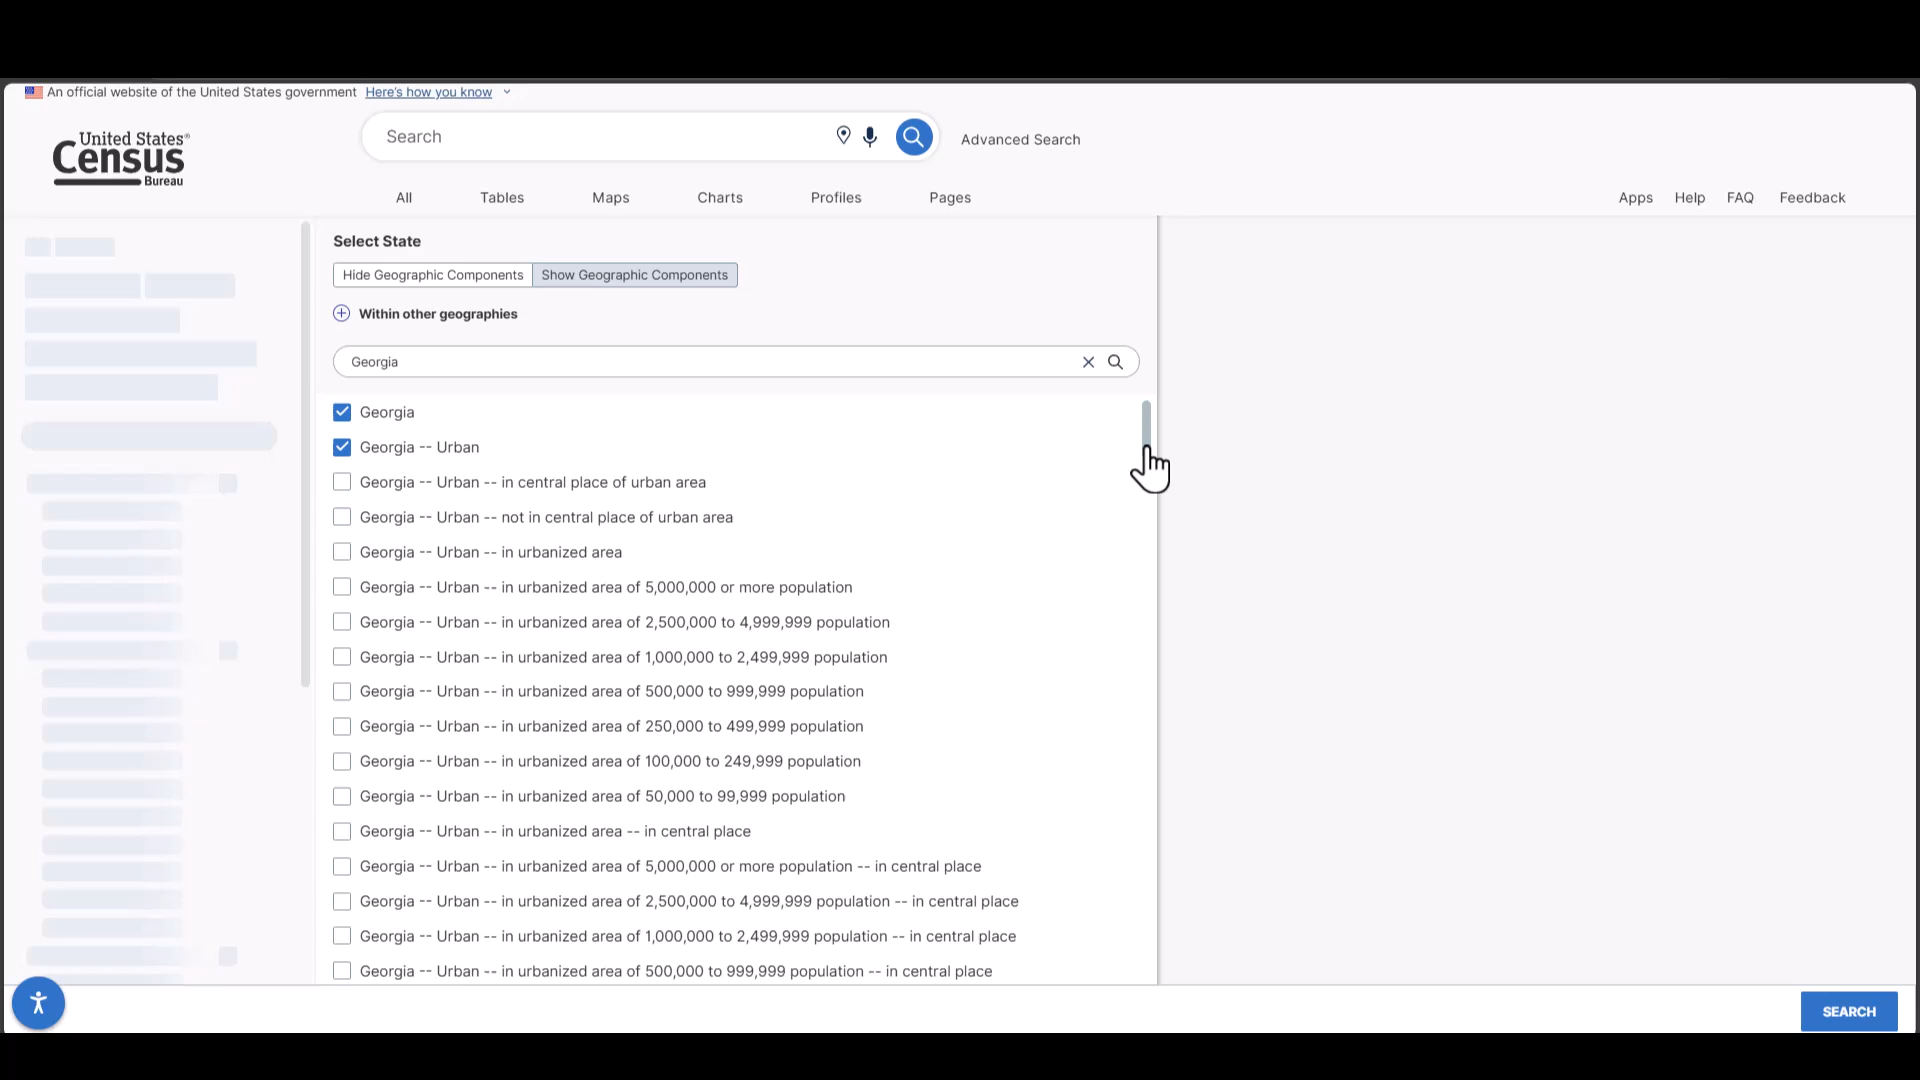 An official website of the United States government Here's how you know
United States®
Census
Bureau
Search
Advanced Search
All Tables Maps Charts Profiles Pages Apps Help FAQ Feedback
Select State
Hide Geographic Components Show Geographic Components
Within other geographies
Georgia
Georgia
Georgia -- Urban
Georgia -- Urban -- in central place of urban area
Georgia -- Urban -- not in central place of urban area
Georgia -- Urban -- in urbanized area
Georgia -- Urban -- in urbanized area of 5,000,000 or more population
Georgia -- Urban -- in urbanized area of 2,500,000 to 4,999,999 population
Georgia -- Urban -- in urbanized area of 1,000,000 to 2,499,999 population
Georgia -- Urban -- in urbanized area of 500,000 to 999,999 population
Georgia -- Urban -- in urbanized area of 250,000 to 499,999 population
Georgia -- Urban -- in urbanized area of 100,000 to 249,999 population
Georgia -- Urban -- in urbanized area of 50,000 to 99,999 population
Georgia -- Urban -- in urbanized area -- in central place
Georgia -- Urban -- in urbanized area of 5,000,000 or more population -- in central place
Georgia -- Urban -- in urbanized area of 2,500,000 to 4,999,999 population -- in central place
Georgia -- Urban -- in urbanized area of 1,000,000 to 2,499,999 population -- in central place
Georgia -- Urban -- in urbanized area of 500,000 to 999,999 population -- in central place
SEARCH